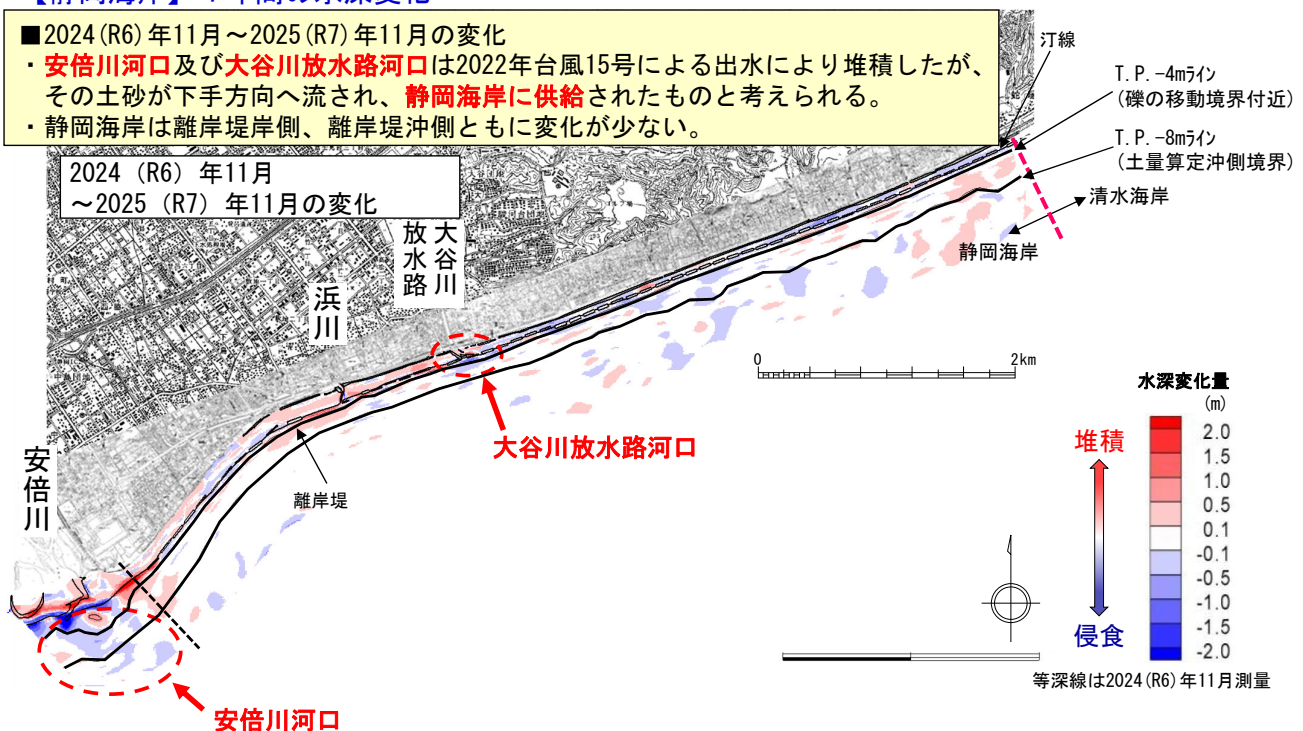 【静岡海岸】1年間の水深変化
■2024(R6)年11月～2025(R7)年11月の変化
・安倍川河口及び大谷川放水路河口は2022年台風15号による出水により堆積したが、
その土砂が下手方向へ流され、静岡海岸に供給されたものと考えられる。
・静岡海岸は離岸堤岸側、離岸堤沖側ともに変化が少ない。
2024（R6）年11月
～2025（R7）年11月の変化
汀線
T.P.-4mライン
（礫の移動境界付近）
T.P.-8mライン
（土量算定沖側境界）
清水海岸
静岡海岸
大谷川
放水路
浜川
安倍川
離岸堤
大谷川放水路河口
安倍川河口
0 2km
水深変化量
(m)
堆積
侵食
2.0
1.5
1.0
0.5
0.1
-0.1
-0.5
-1.0
-1.5
-2.0
等深線は2024(R6)年11月測量